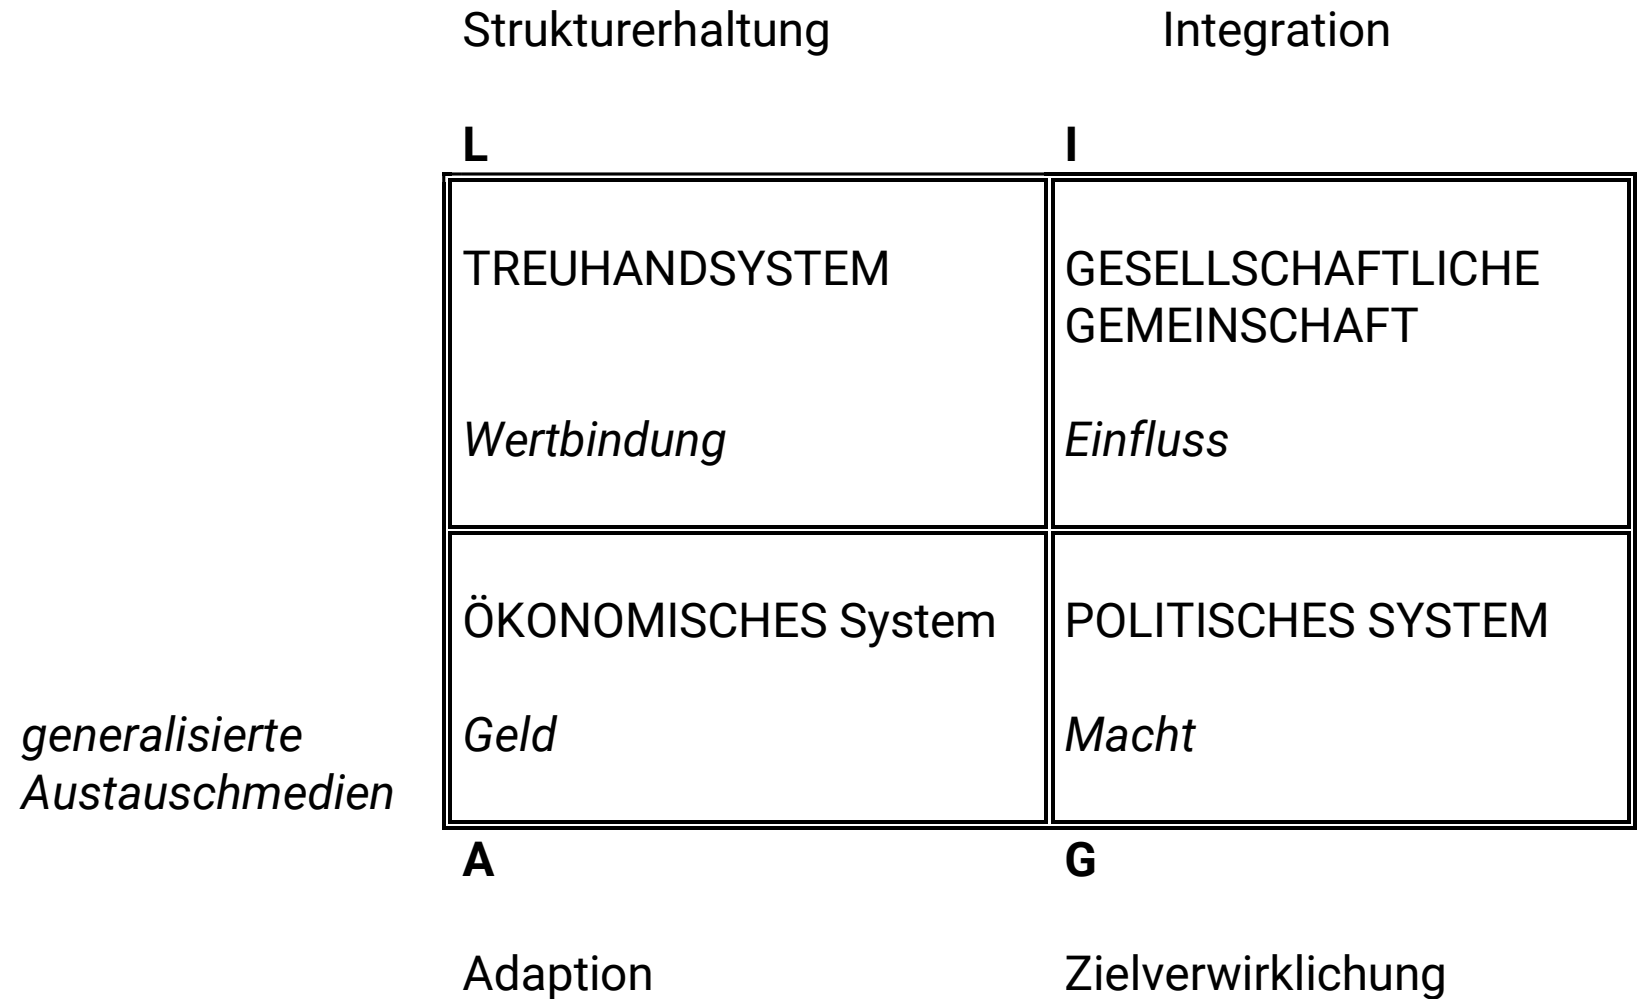 Strukturerhaltung Integration
L I
TREUHANDSYSTEM
GESELLSCHAFTLICHE
GEMEINSCHAFT
Wertbindung
Einfluss
ÖKONOMISCHES System
POLITISCHES SYSTEM
generalisierte
Austauschmedien
Geld
Macht
A G
Adaption Zielverwirklichung